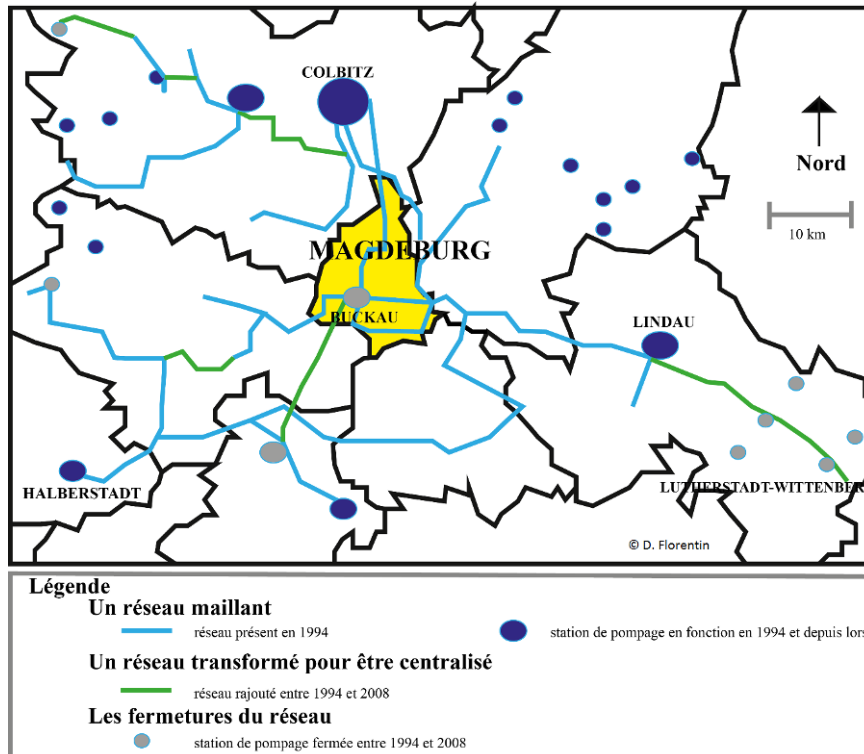 COLBITZ
Nord
10 km
MAGDEBURG
BUCKAU
LINDAU
HALBERSTADT
LUTHERSTADT-WITTENBER
© D. Florentin
Légende
Un réseau maillant
réseau présent en 1994
station de pompage en fonction en 1994 et depuis lors
Un réseau transformé pour être centralisé
réseau rajouté entre 1994 et 2008
Les fermetures du réseau
station de pompage fermée entre 1994 et 2008